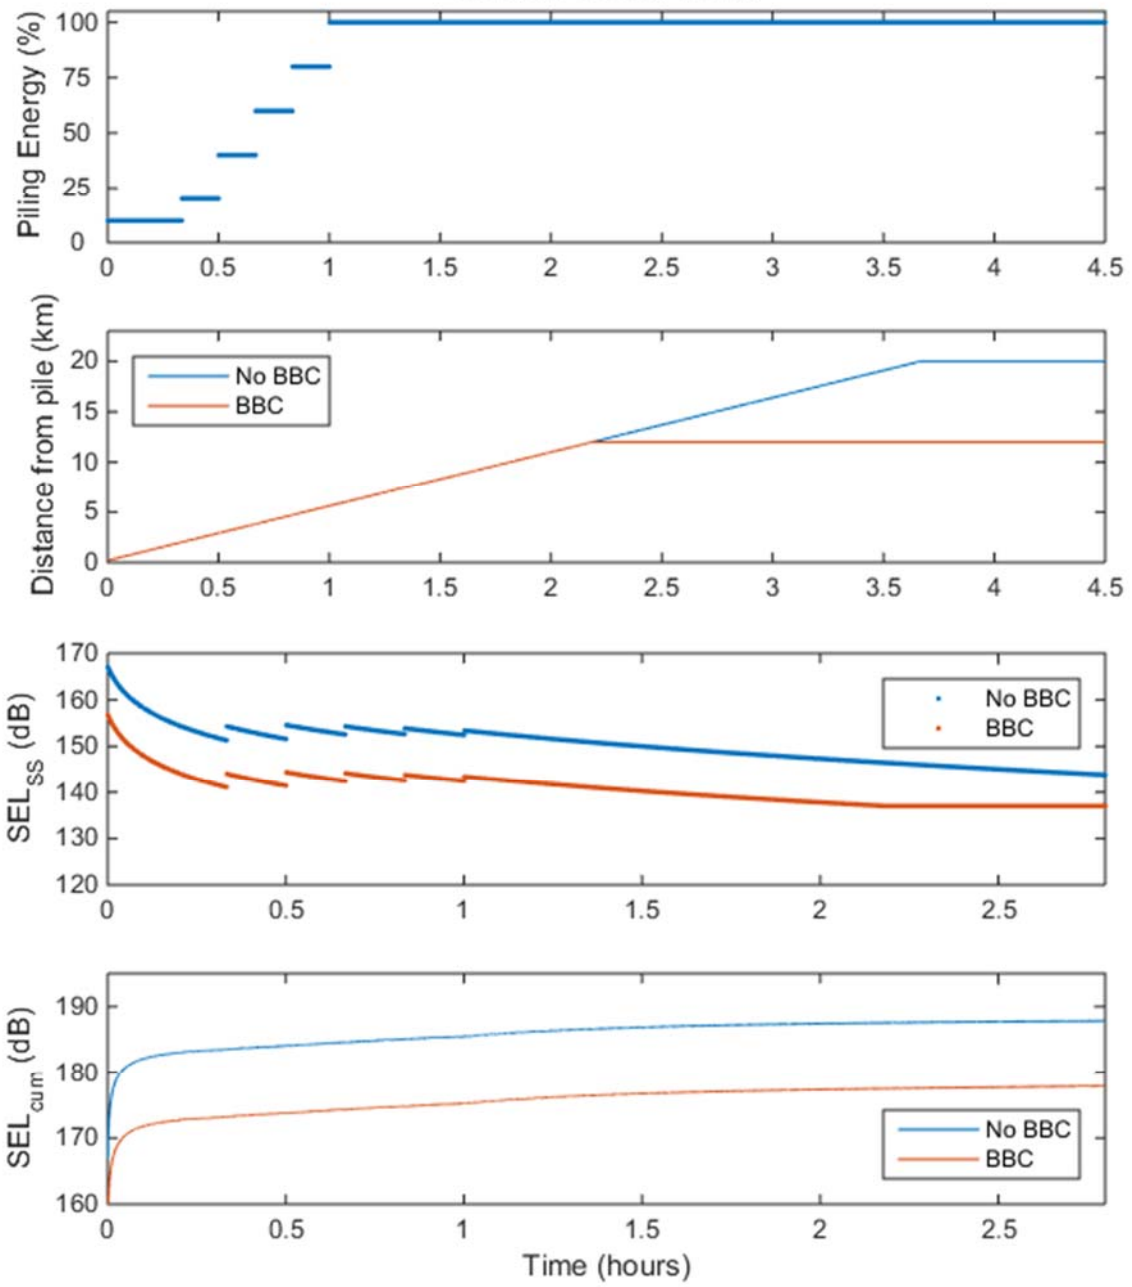 Piling Energy (%)
100
75
50
25
0
0 0.5 1 1.5 2 2.5 3 3.5 4 4.5
Distance from pile (km)
20
15
10
5
0
No BBC
BBC
0 0.5 1 1.5 2 2.5 3 3.5 4 4.5
SELSS (dB)
170
160
150
140
130
120
No BBC
BBC
0 0.5 1 1.5 2 2.5
SELcum (dB)
190
180
170
160
No BBC
BBC
0 0.5 1 1.5 2 2.5
Time (hours)